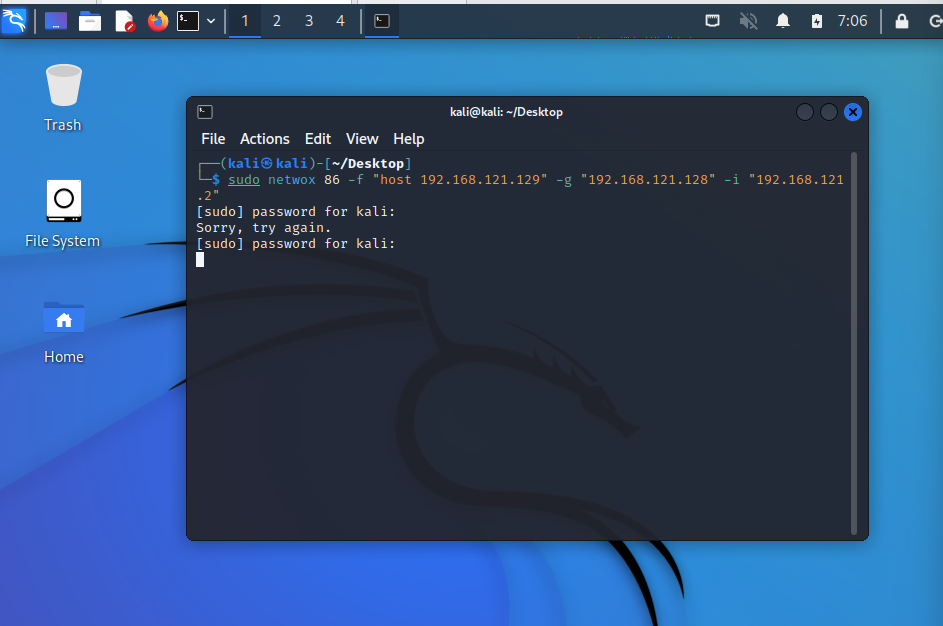 1 2 3 4 7:06
Trash
File System
Home
kali@kali: ~/Desktop
File Actions Edit View Help
┌──(kali㉿kali)-[~/Desktop]
└─$ sudo netwox 86 -f "host 192.168.121.129" -g "192.168.121.128" -i "192.168.121
.2"
[sudo] password for kali:
Sorry, try again.
[sudo] password for kali: